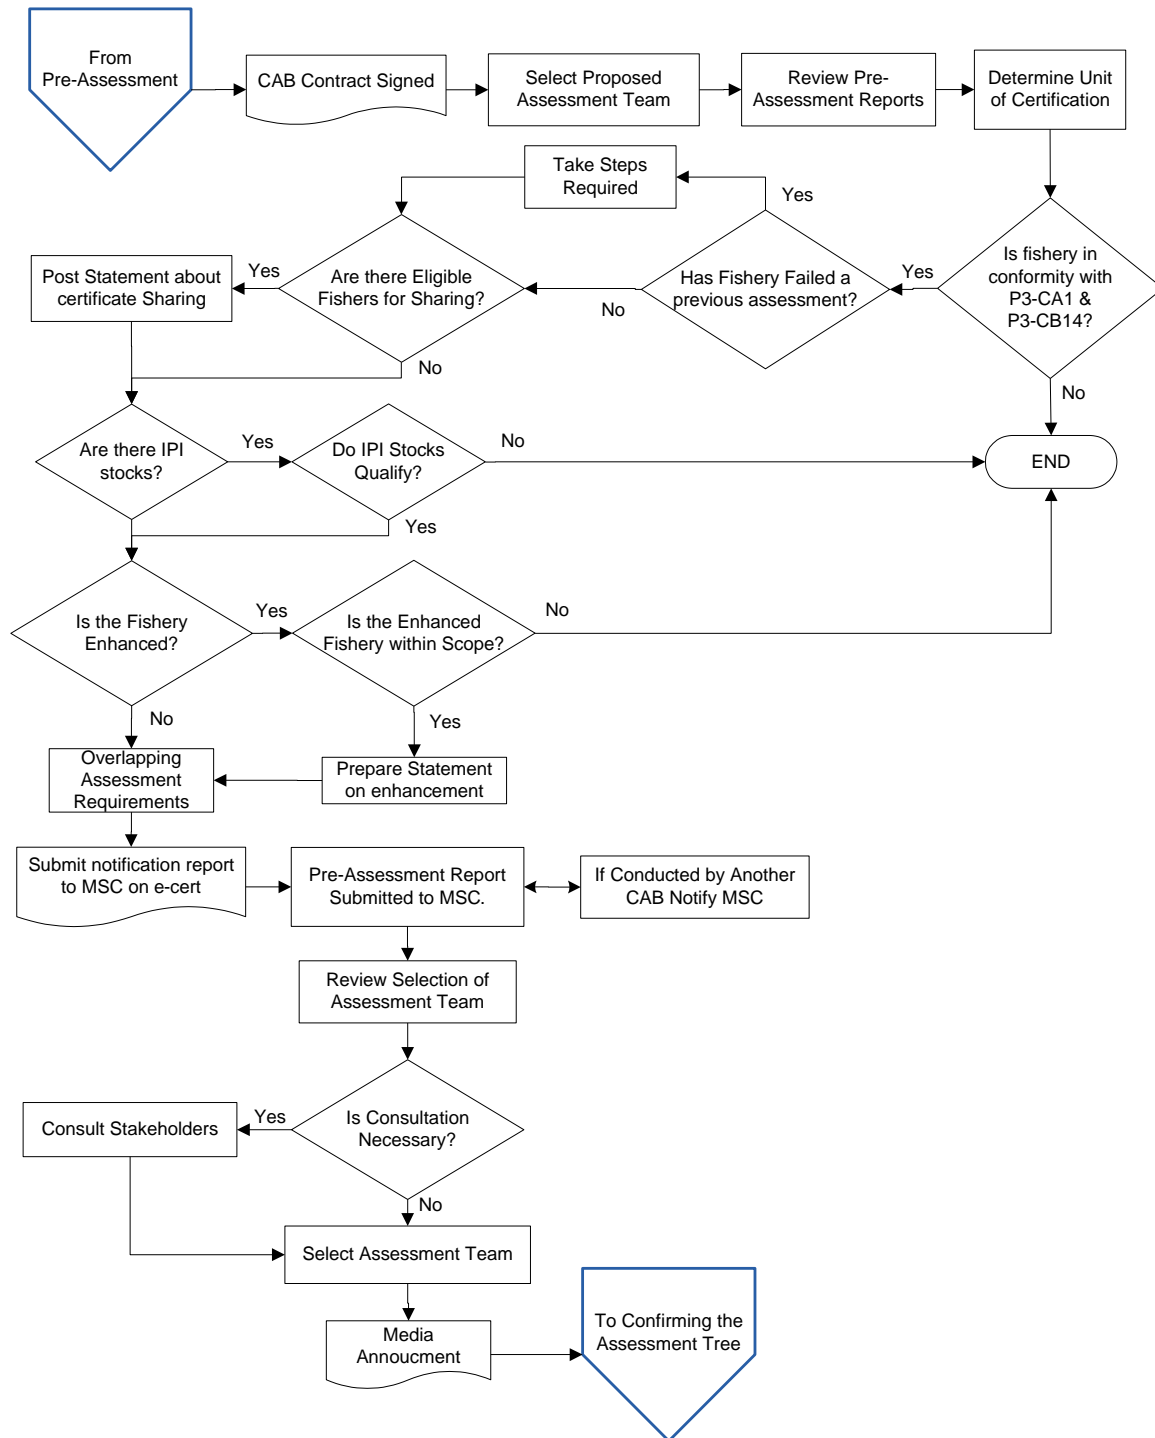 From
Pre-Assessment
CAB Contract Signed
Select Proposed
Assessment Team
Review Pre-
Assessment Reports
Determine Unit
of Certification
Take Steps
Required
Yes
Is fishery in
conformity with
P3-CA1 &
P3-CB14?
Yes
No
Has Fishery Failed a
previous assessment?
No
Are there Eligible
Fishers for Sharing?
Yes
No
Post Statement about
certificate Sharing
Are there IPI
stocks?
Yes
Do IPI Stocks
Qualify?
No
Yes
END
Is the Fishery
Enhanced?
Yes
No
Is the Enhanced
Fishery within Scope?
No
Yes
Overlapping
Assessment
Requirements
Prepare Statement
on enhancement
Submit notification report
to MSC on e-cert
Pre-Assessment Report
Submitted to MSC.
If Conducted by Another
CAB Notify MSC
Review Selection of
Assessment Team
Is Consultation
Necessary?
Yes
No
Consult Stakeholders
Select Assessment Team
Media
Annoucment
To Confirming the
Assessment Tree